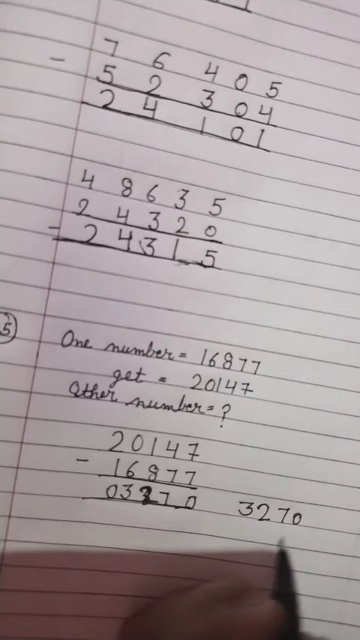 7 6 4 0 5
- 5 2 3 0 4
2 4 1 0 1
4 8 6 3 5
- 2 4 3 2 0
2 4 3 1 5
5
One number = 16877
get = 20147
Other number = ?
20147
- 16877
03270 3270